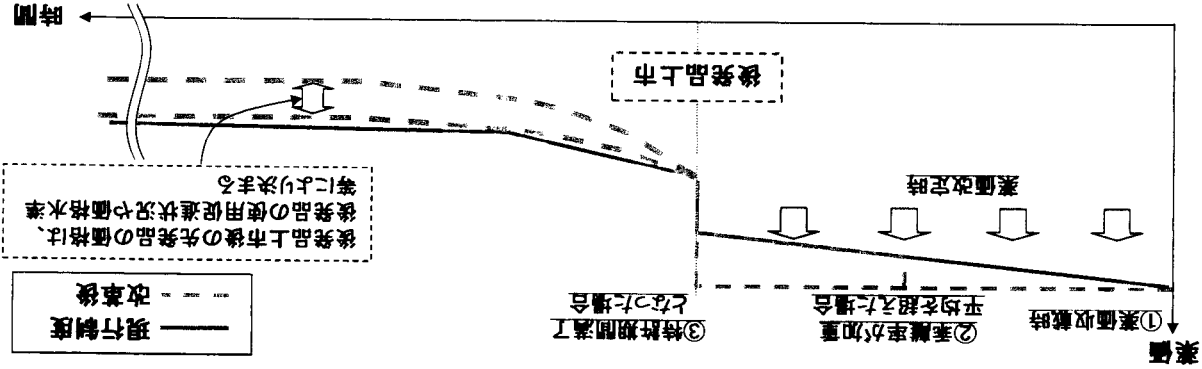 薬価
①薬価収載時
②乖離率が加重
平均を超えた場合
③特許期間満了
となった場合
現行制度
改革後
薬価改定時
後発品上市後の先発品の価格は、
後発品の使用促進状況や価格水準
等により決まる
後発品上市
時間